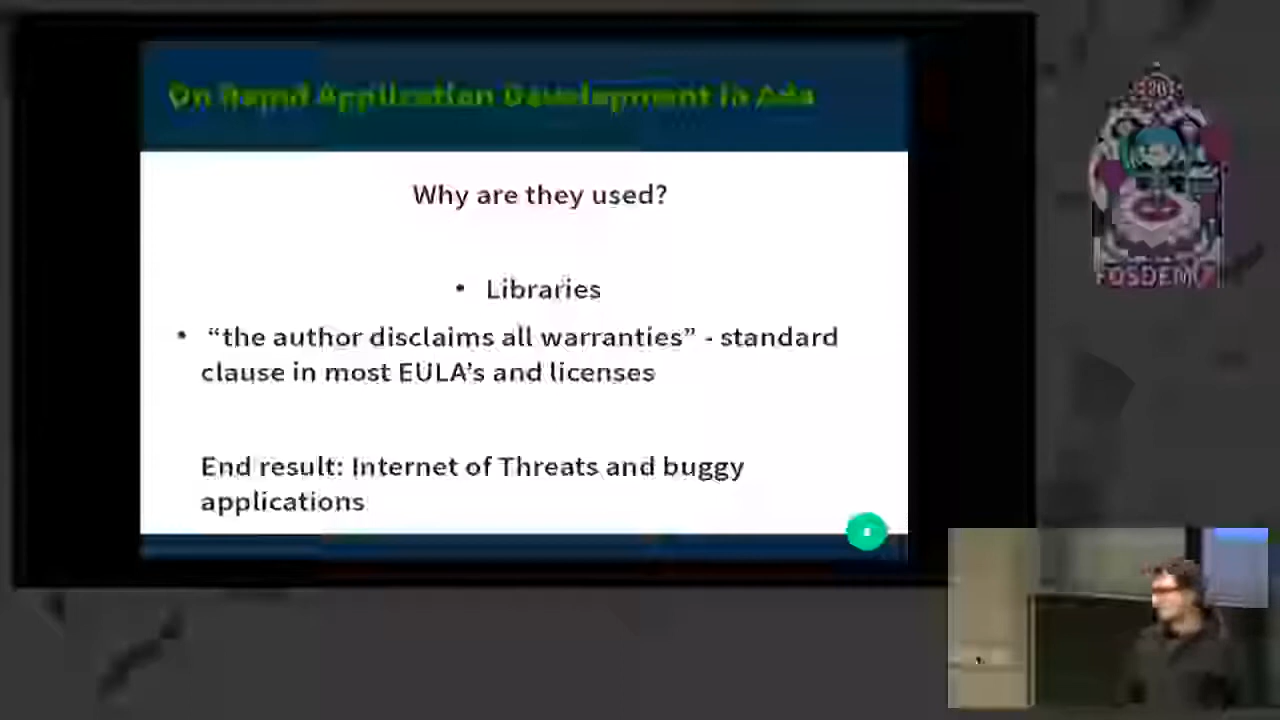 On Rapid Application Development in Ada
Why are they used?
• Libraries
• “the author disclaims all warranties” - standard
clause in most EULA’s and licenses
End result: Internet of Threats and buggy
applications
FOSDEM